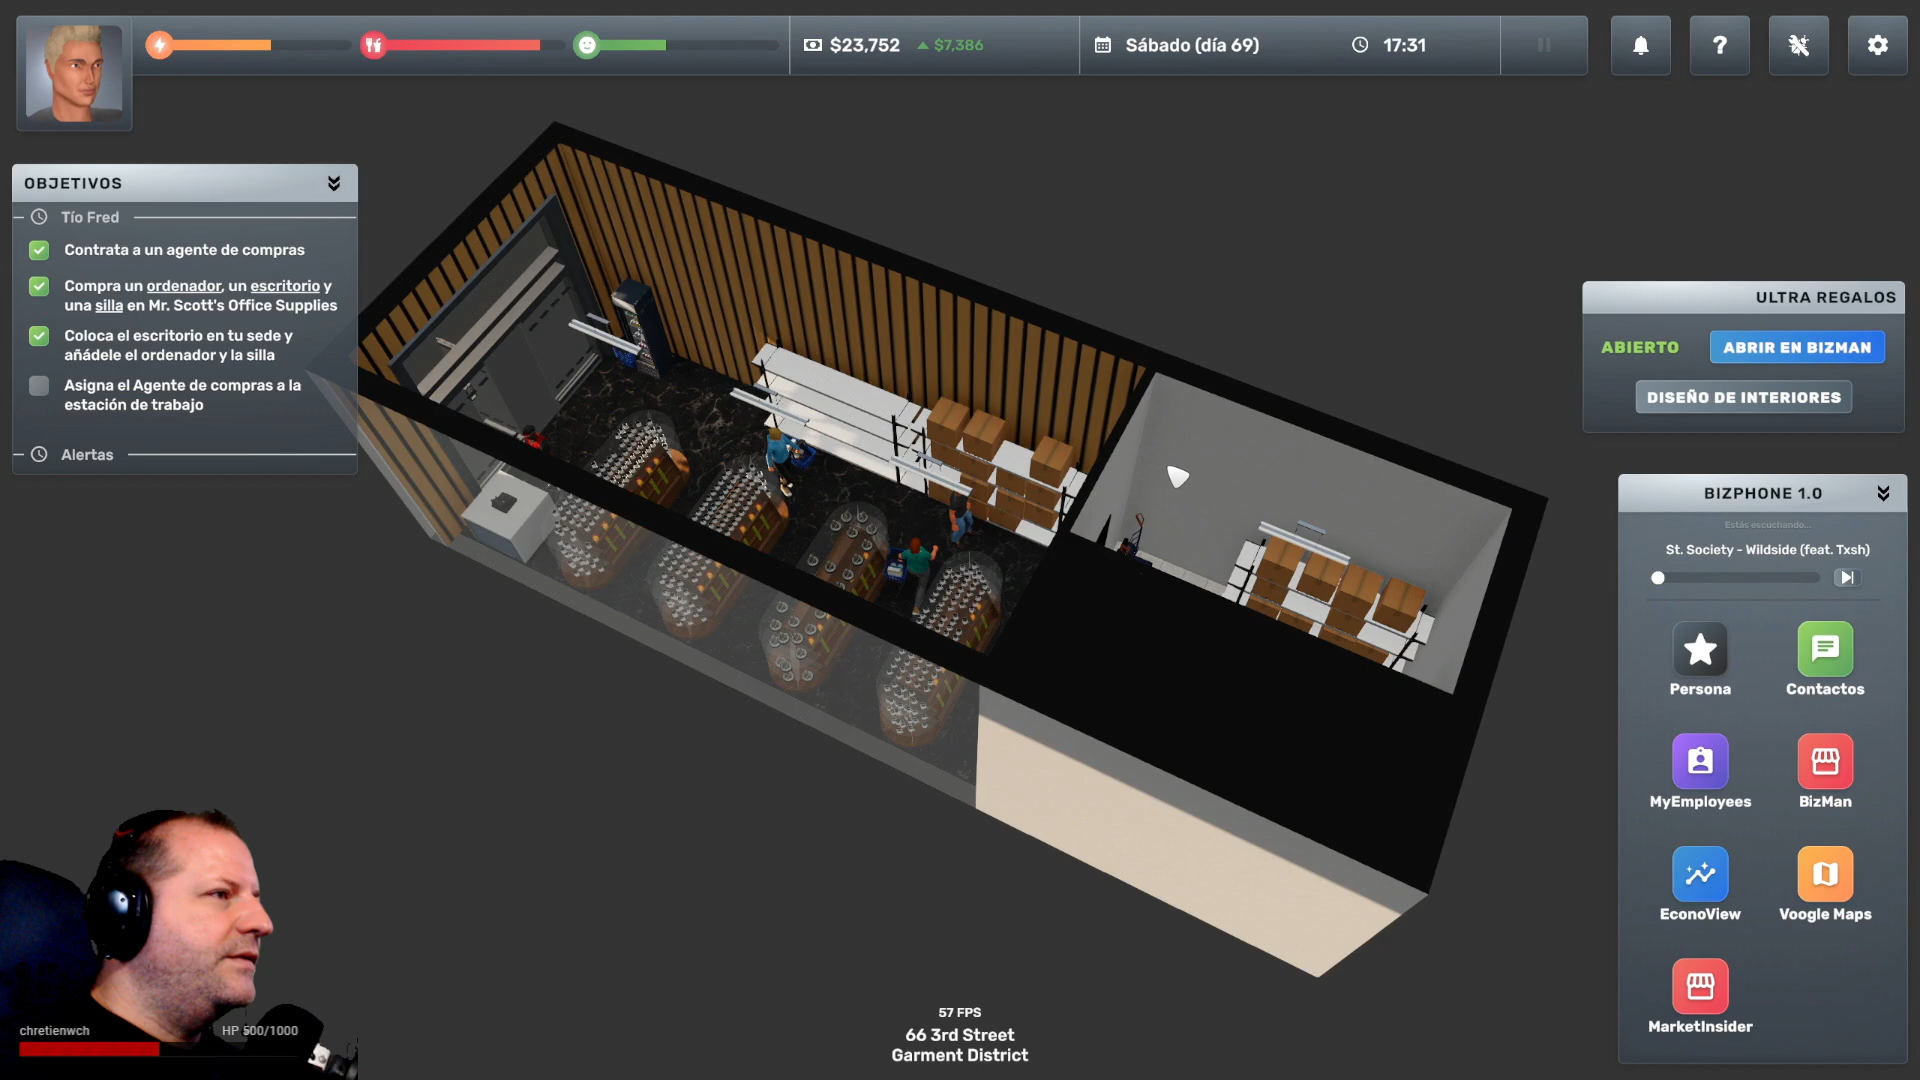 $23,752
$7,386
Sábado (día 69)
17:31
?
OBJETIVOS
Tío Fred
Contrata a un agente de compras
Compra un ordenador, un escritorio y
una silla en Mr. Scott's Office Supplies
Coloca el escritorio en tu sede y
añádele el ordenador y la silla
Asigna el Agente de compras a la
estación de trabajo
Alertas
ULTRA REGALOS
ABIERTO
ABRIR EN BIZMAN
DISEÑO DE INTERIORES
BIZPHONE 1.0
Estás escuchando...
St. Society - Wildside (feat. Txsh)
Persona
Contactos
MyEmployees
BizMan
EconoView
Voogle Maps
MarketInsider
chretienwch
HP 500/1000
57 FPS
66 3rd Street
Garment District